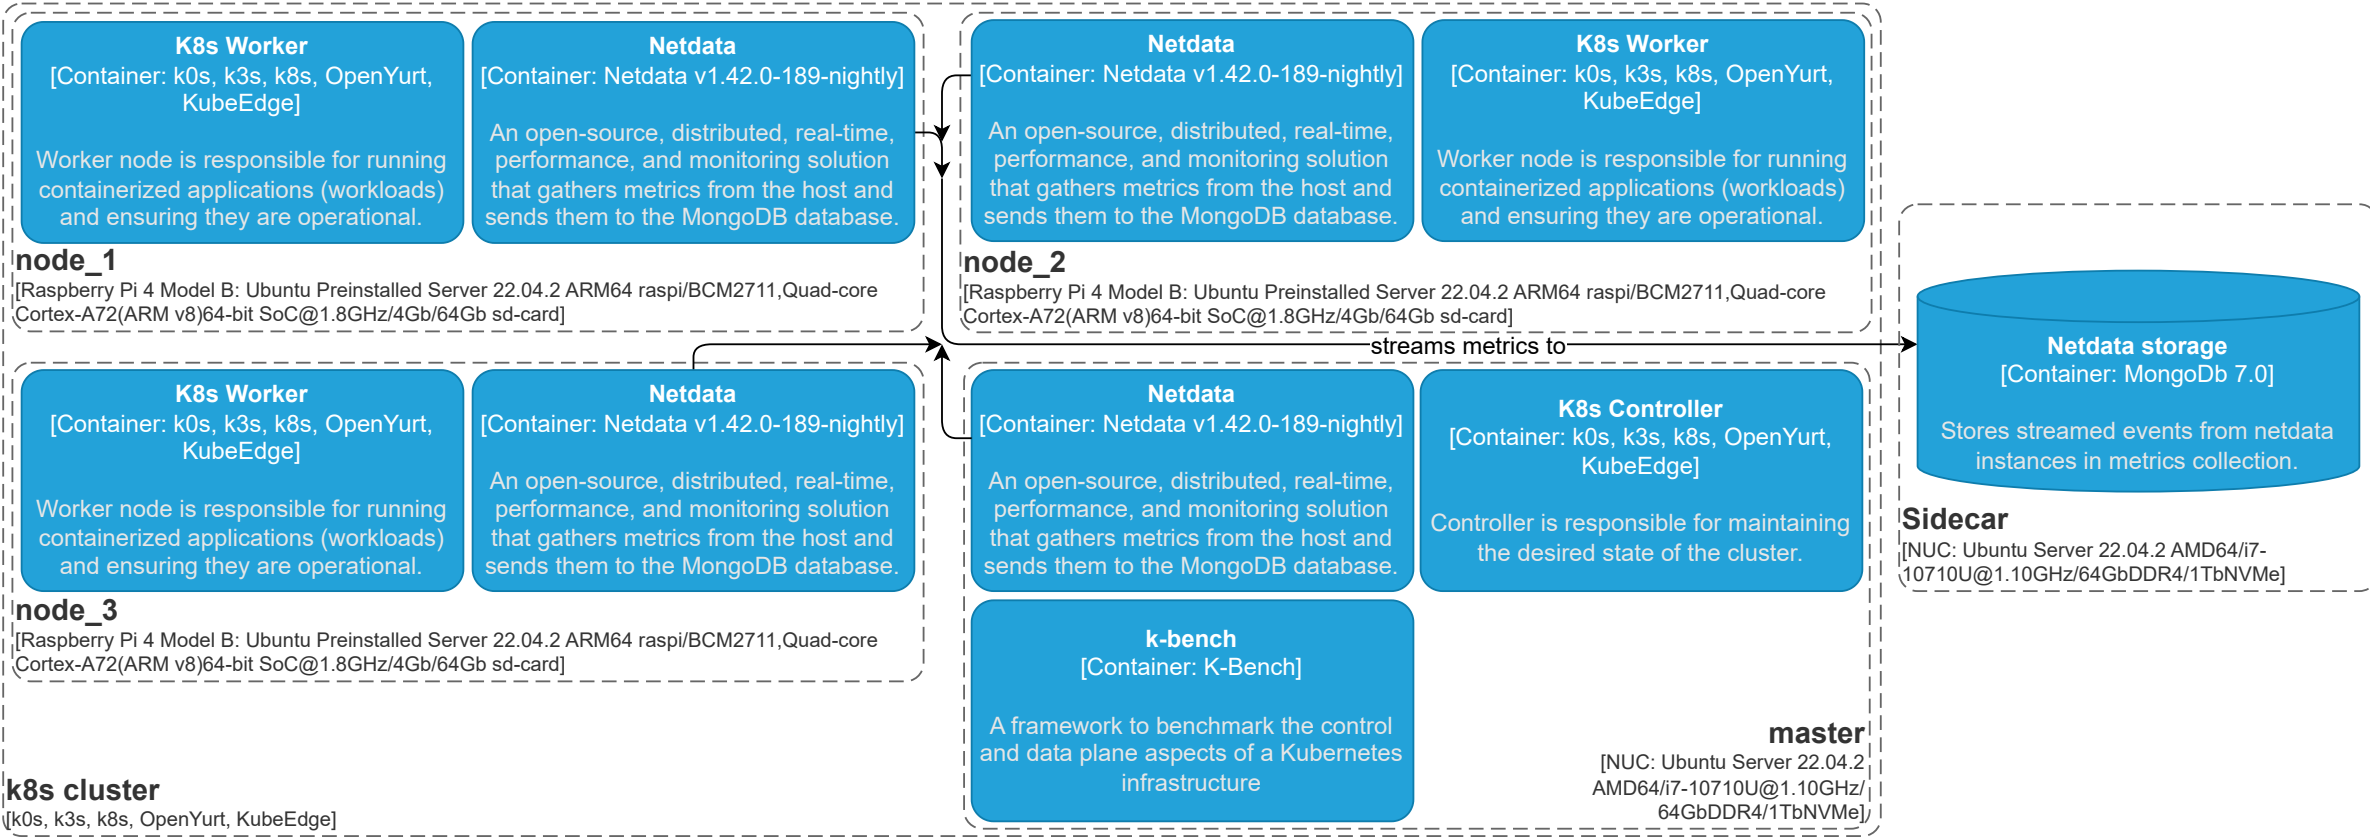 K8s Worker
[Container: k0s, k3s, k8s, OpenYurt,
KubeEdge]
Worker node is responsible for running
containerized applications (workloads)
and ensuring they are operational.
Netdata
[Container: Netdata v1.42.0-189-nightly]
An open-source, distributed, real-time,
performance, and monitoring solution
that gathers metrics from the host and
sends them to the MongoDB database.
node_1
[Raspberry Pi 4 Model B: Ubuntu Preinstalled Server 22.04.2 ARM64 raspi/BCM2711,Quad-core
Cortex-A72(ARM v8)64-bit SoC@1.8GHz/4Gb/64Gb sd-card]
Netdata
[Container: Netdata v1.42.0-189-nightly]
An open-source, distributed, real-time,
performance, and monitoring solution
that gathers metrics from the host and
sends them to the MongoDB database.
K8s Worker
[Container: k0s, k3s, k8s, OpenYurt,
KubeEdge]
Worker node is responsible for running
containerized applications (workloads)
and ensuring they are operational.
node_2
[Raspberry Pi 4 Model B: Ubuntu Preinstalled Server 22.04.2 ARM64 raspi/BCM2711,Quad-core
Cortex-A72(ARM v8)64-bit SoC@1.8GHz/4Gb/64Gb sd-card]
streams metrics to
Netdata storage
[Container: MongoDb 7.0]
Stores streamed events from netdata
instances in metrics collection.
Sidecar
[NUC: Ubuntu Server 22.04.2 AMD64/i7-
10710U@1.10GHz/64GbDDR4/1TbNVMe]
K8s Worker
[Container: k0s, k3s, k8s, OpenYurt,
KubeEdge]
Worker node is responsible for running
containerized applications (workloads)
and ensuring they are operational.
Netdata
[Container: Netdata v1.42.0-189-nightly]
An open-source, distributed, real-time,
performance, and monitoring solution
that gathers metrics from the host and
sends them to the MongoDB database.
node_3
[Raspberry Pi 4 Model B: Ubuntu Preinstalled Server 22.04.2 ARM64 raspi/BCM2711,Quad-core
Cortex-A72(ARM v8)64-bit SoC@1.8GHz/4Gb/64Gb sd-card]
Netdata
[Container: Netdata v1.42.0-189-nightly]
An open-source, distributed, real-time,
performance, and monitoring solution
that gathers metrics from the host and
sends them to the MongoDB database.
K8s Controller
[Container: k0s, k3s, k8s, OpenYurt,
KubeEdge]
Controller is responsible for maintaining
the desired state of the cluster.
k-bench
[Container: K-Bench]
A framework to benchmark the control
and data plane aspects of a Kubernetes
infrastructure
master
[NUC: Ubuntu Server 22.04.2
AMD64/i7-10710U@1.10GHz/
64GbDDR4/1TbNVMe]
k8s cluster
[k0s, k3s, k8s, OpenYurt, KubeEdge]